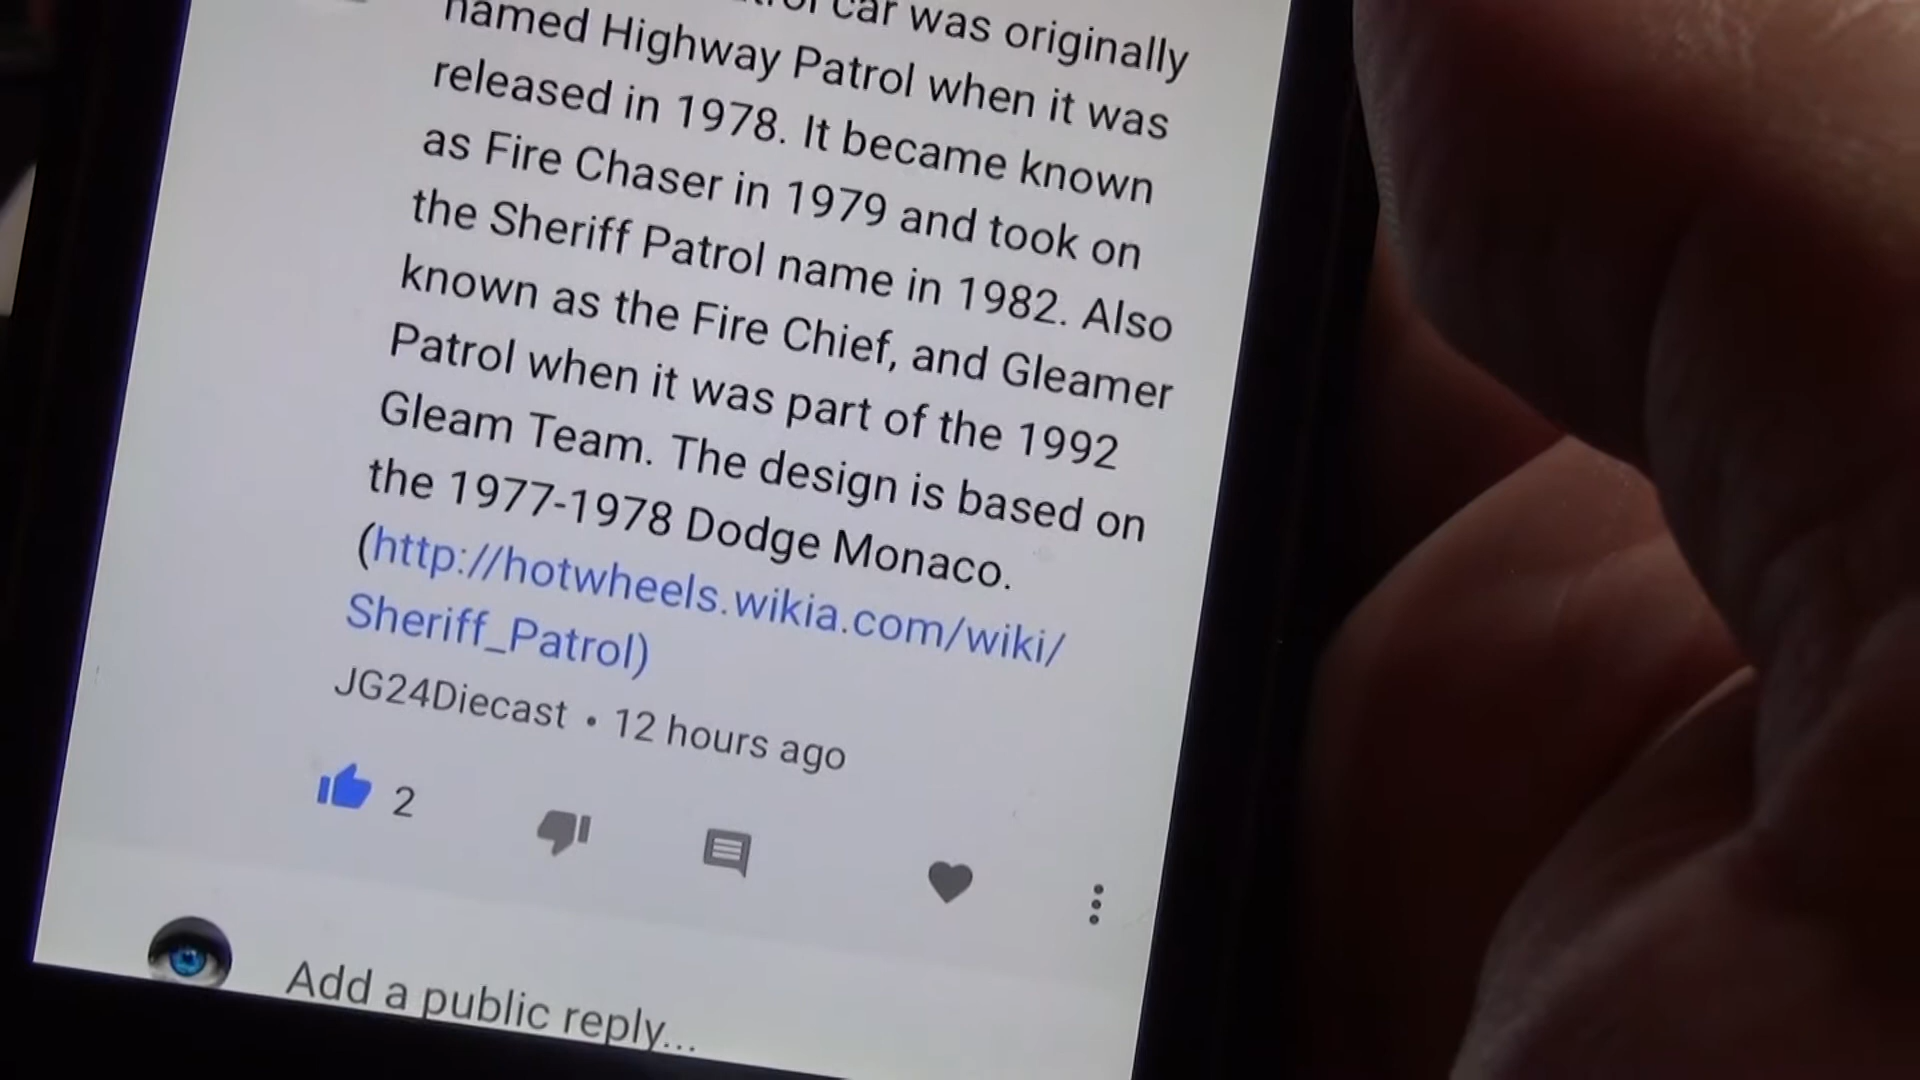 car was originally
named Highway Patrol when it was
released in 1978. It became known
as Fire Chaser in 1979 and took on
the Sheriff Patrol name in 1982. Also
known as the Fire Chief, and Gleamer
Patrol when it was part of the 1992
Gleam Team. The design is based on
the 1977-1978 Dodge Monaco.
(http://hotwheels.wikia.com/wiki/
Sheriff_Patrol)
JG24Diecast • 12 hours ago
2
Add a public reply...